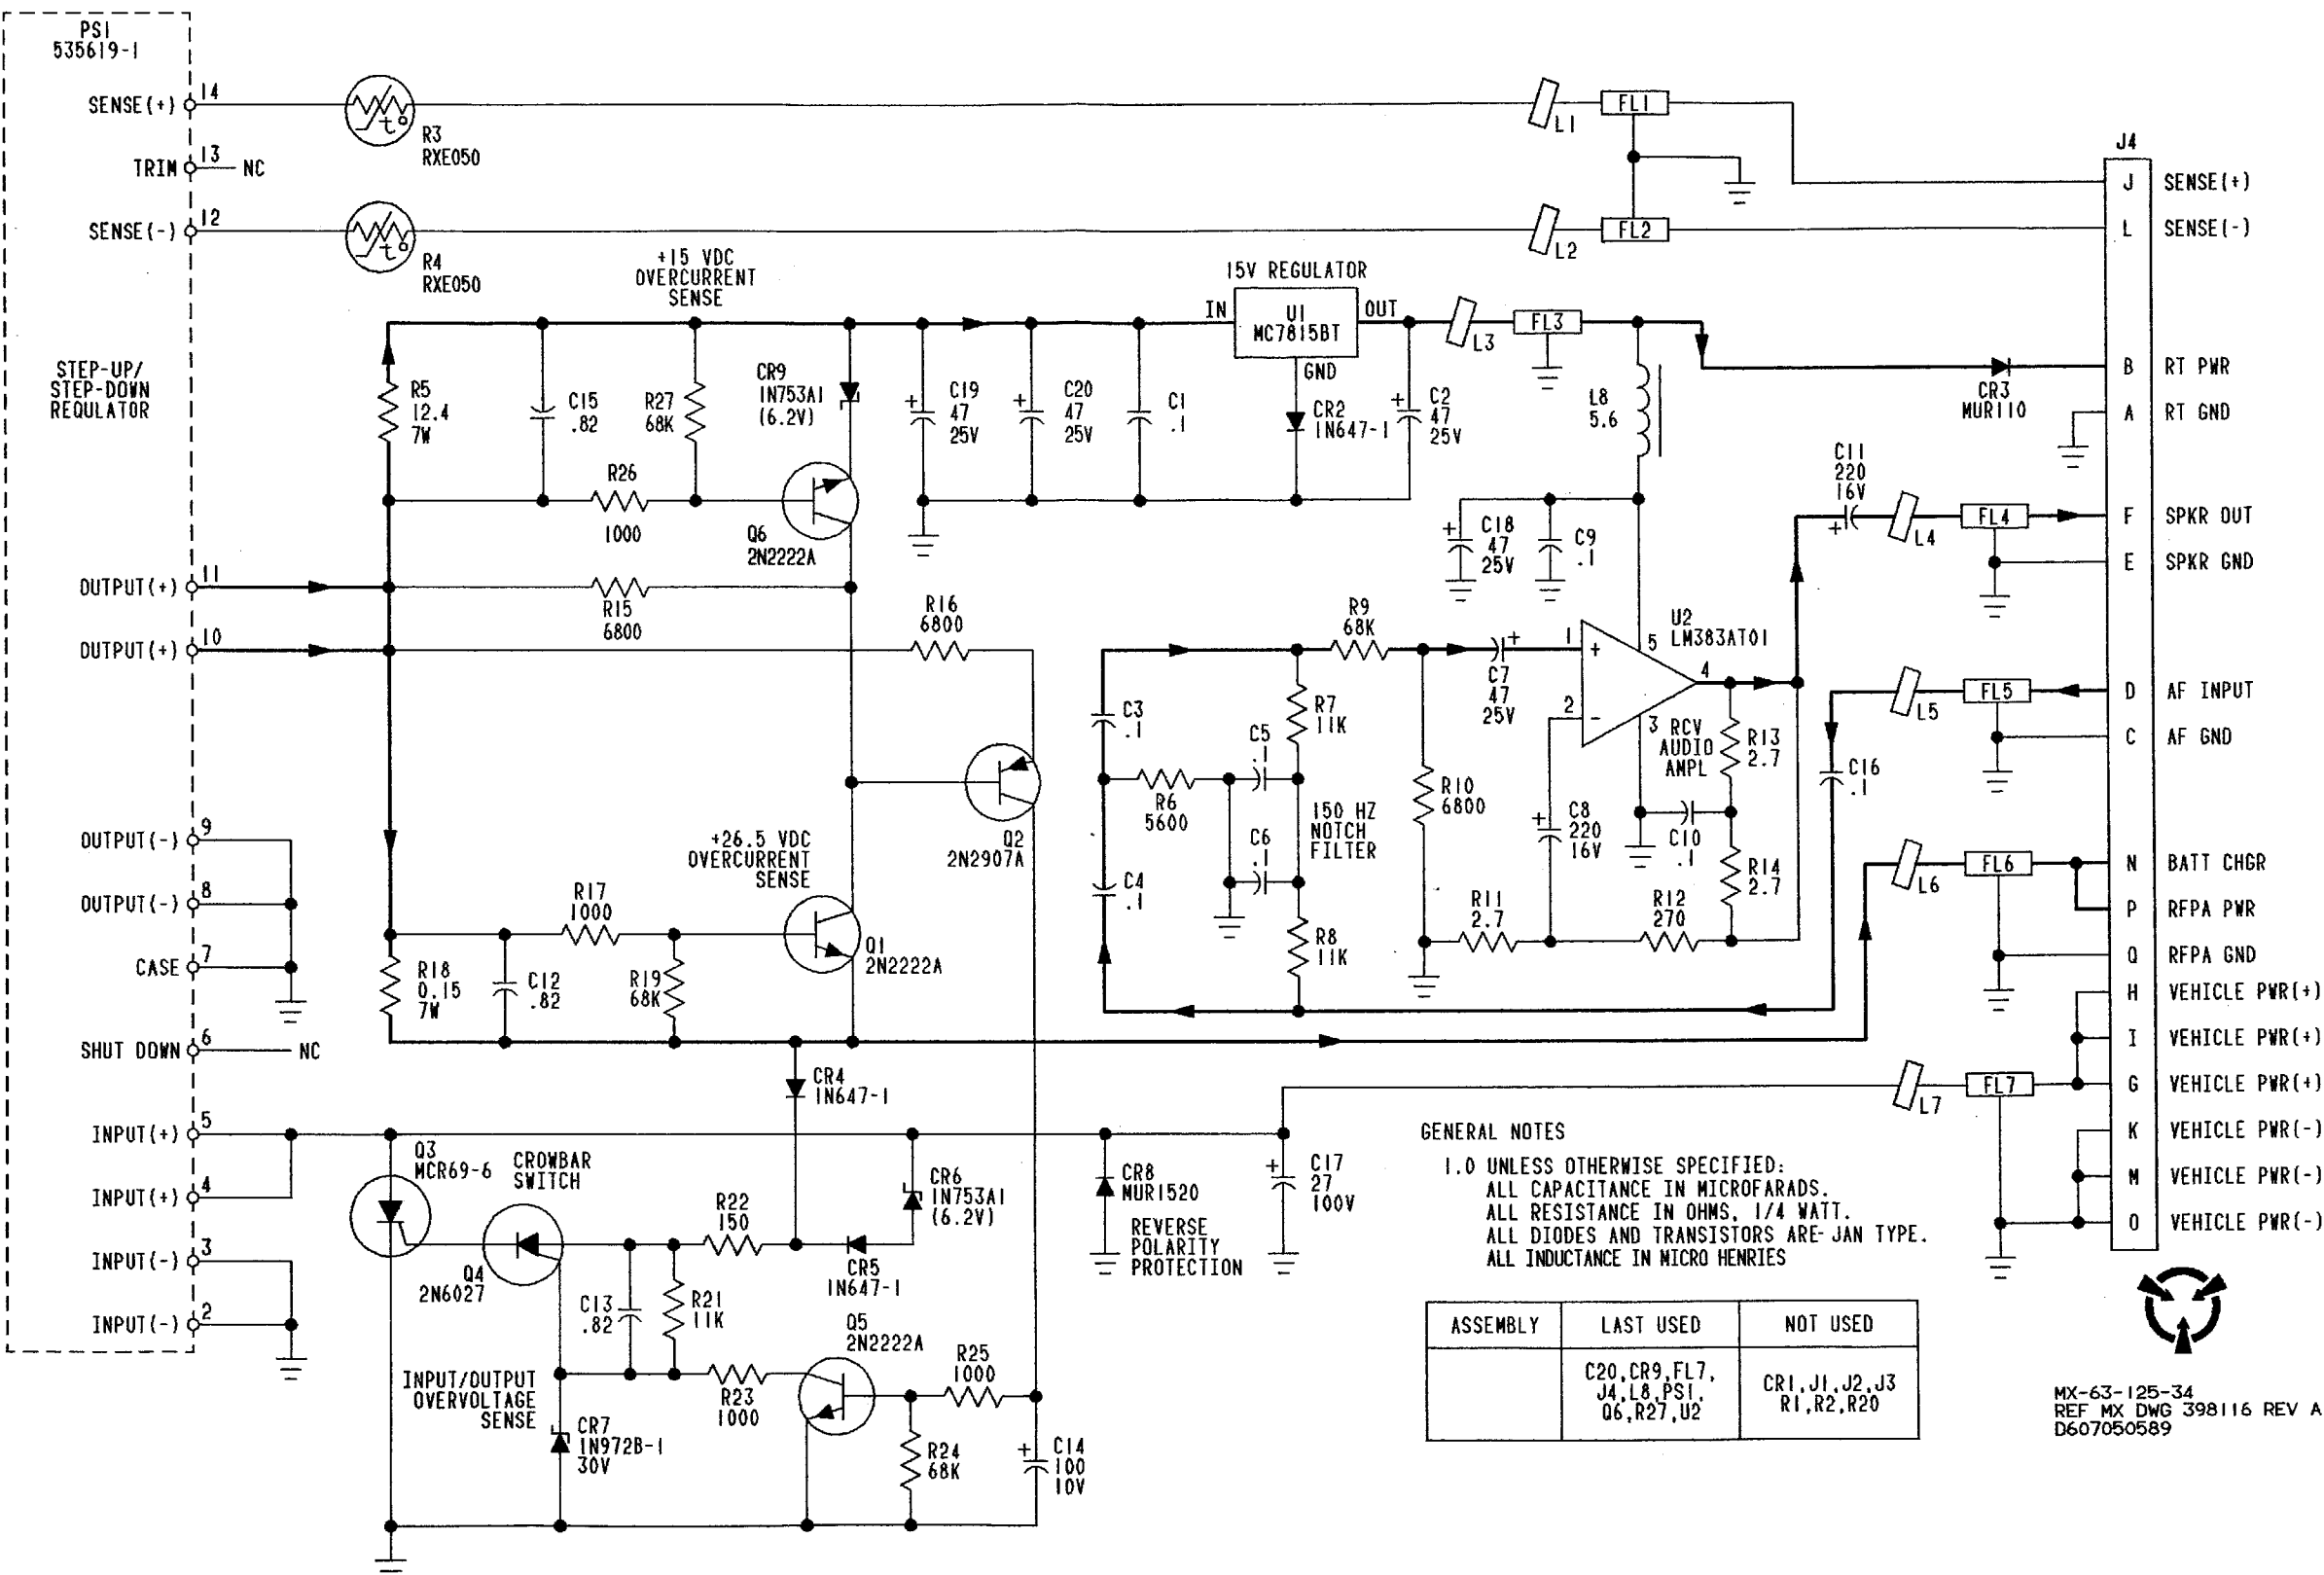 PS1
535619-1
SENSE(+) 14
TRIM 13 NC
SENSE(-) 12
STEP-UP/
STEP-DOWN
REQULATOR
OUTPUT(+) 11
OUTPUT(+) 10
OUTPUT(-) 9
OUTPUT(-) 8
CASE 7
SHUT DOWN 6 NC
INPUT(+) 5
INPUT(+) 4
INPUT(-) 3
INPUT(-) 2
t°
R3
RXE050
t°
R4
RXE050
L1
FL1
L2
FL2
+15 VDC
OVERCURRENT
SENSE
R5
12.4
7W
C15
.82
R27
68K
CR9
1N753A1
(6.2V)
R26
1000
Q6
2N2222A
C19
+ 47
25V
C20
+ 47
25V
C1
.1
15V REGULATOR
IN
U1
MC7815BT
OUT
GND
CR2
1N647-1
C2
+ 47
25V
L3
FL3
L8
5.6
CR3
MUR110
R15
6800
R16
6800
Q2
2N2907A
+26.5 VDC
OVERCURRENT
SENSE
R17
1000
R18
0.15
7W
C12
.82
R19
68K
Q1
2N2222A
C18
+ 47
25V
C9
.1
R9
68K
C7
+
47
25V
U2
LM383AT01
1
+
2
-
3
4
5
RCV
AUDIO
AMPL
C3
.1
C4
.1
R6
5600
C5
.1
C6
.1
R7
11K
R8
11K
150 HZ
NOTCH
FILTER
R10
6800
C8
+ 220
16V
R11
2.7
R12
270
C10
.1
R13
2.7
R14
2.7
C11
220
16V
+
L4
FL4
L5
FL5
C16
.1
L6
FL6
L7
FL7
CR4
1N647-1
Q3
MCR69-6
CROWBAR
SWITCH
Q4
2N6027
R22
150
CR5
1N647-1
CR6
1N753A1
(6.2V)
CR8
MUR1520
REVERSE
POLARITY
PROTECTION
C17
+ 27
100V
C13
.82
R21
11K
R23
1000
Q5
2N2222A
R25
1000
R24
68K
C14
+ 100
10V
INPUT/OUTPUT
OVERVOLTAGE
SENSE
CR7
1N972B-1
30V
J4
J SENSE(+)
L SENSE(-)
B RT PWR
A RT GND
F SPKR OUT
E SPKR GND
D AF INPUT
C AF GND
N BATT CHGR
P RFPA PWR
Q RFPA GND
H VEHICLE PWR(+)
I VEHICLE PWR(+)
G VEHICLE PWR(+)
K VEHICLE PWR(-)
M VEHICLE PWR(-)
O VEHICLE PWR(-)
GENERAL NOTES
1.0 UNLESS OTHERWISE SPECIFIED:
ALL CAPACITANCE IN MICROFARADS.
ALL RESISTANCE IN OHMS, 1/4 WATT.
ALL DIODES AND TRANSISTORS ARE- JAN TYPE.
ALL INDUCTANCE IN MICRO HENRIES
ASSEMBLY LAST USED NOT USED
C20,CR9,FL7,
J4,L8,PS1,
Q6,R27,U2
CR1,J1,J2,J3
R1,R2,R20
MX-63-125-34
REF MX DWG 398116 REV A
D607050589